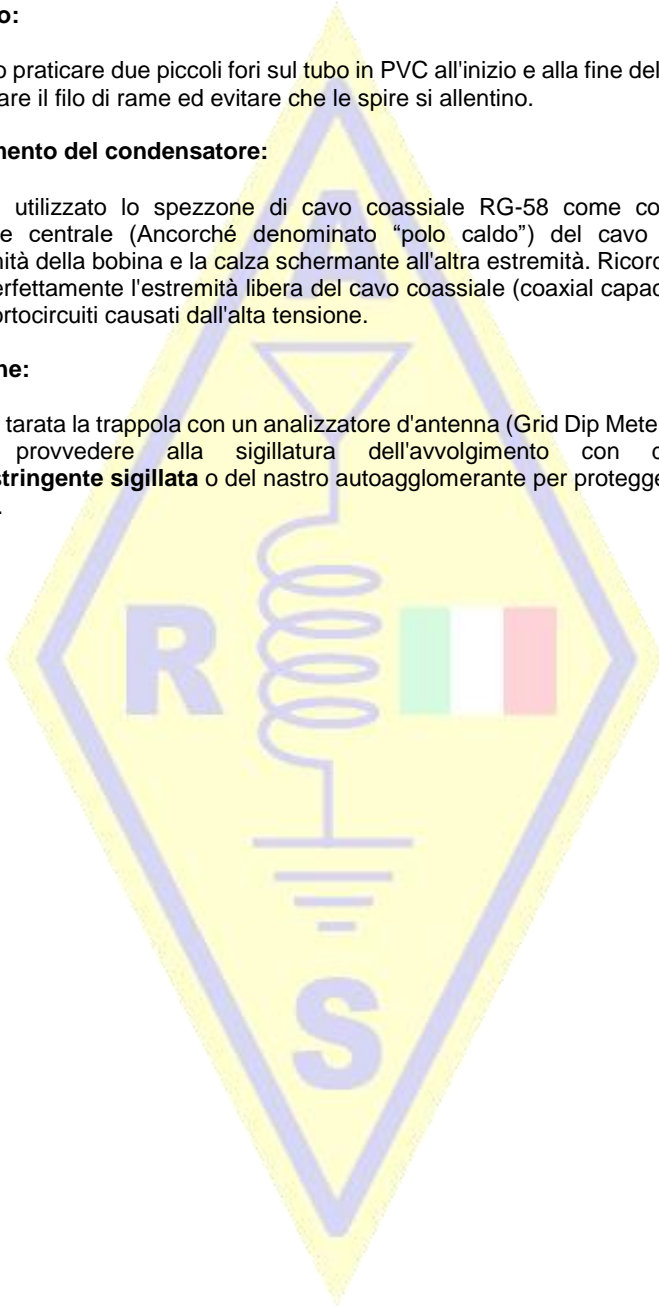 o:
o praticare due piccoli fori sul tubo in PVC all'inizio e alla fine del
are il filo di rame ed evitare che le spire si allentino.
mento del condensatore:
utilizzato lo spezzone di cavo coassiale RG-58 come co
e centrale (Ancorché denominato “polo caldo”) del cavo
nità della bobina e la calza schermante all'altra estremità. Ricorc
erfettamente l'estremità libera del cavo coassiale (coaxial capac
ortocircuiti causati dall'alta tensione.
ne:
tarata la trappola con un analizzatore d'antenna (Grid Dip Mete
provvedere alla sigillatura dell'avvolgimento con c
stringente sigillata o del nastro autoagglomerante per protegge
.
A
R
S